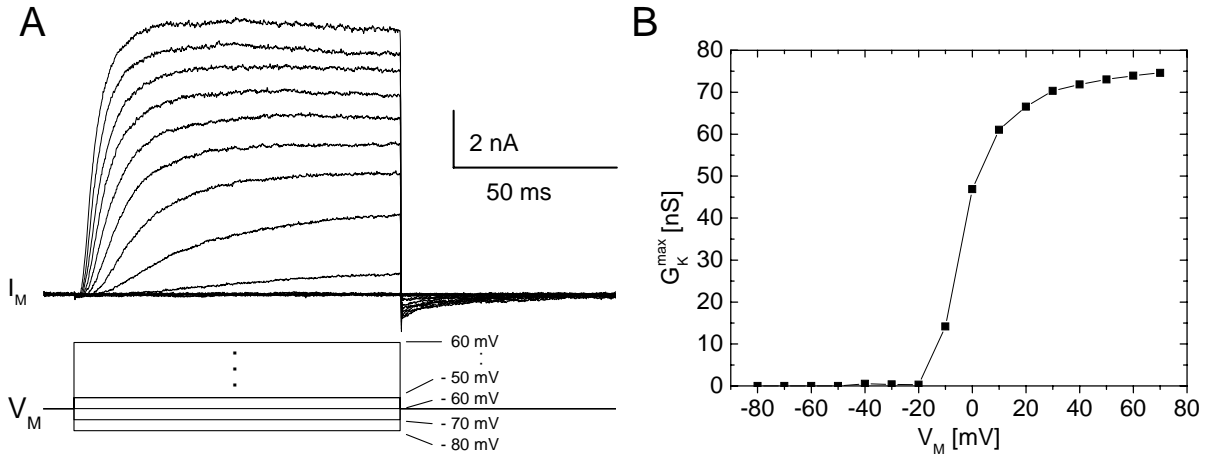 A
2 nA
50 ms
I_M
60 mV
- 50 mV
- 60 mV
- 70 mV
- 80 mV
V_M
B
80
70
60
50
40
30
20
10
0
G_K^max [nS]
-80 -60 -40 -20 0 20 40 60 80
V_M [mV]